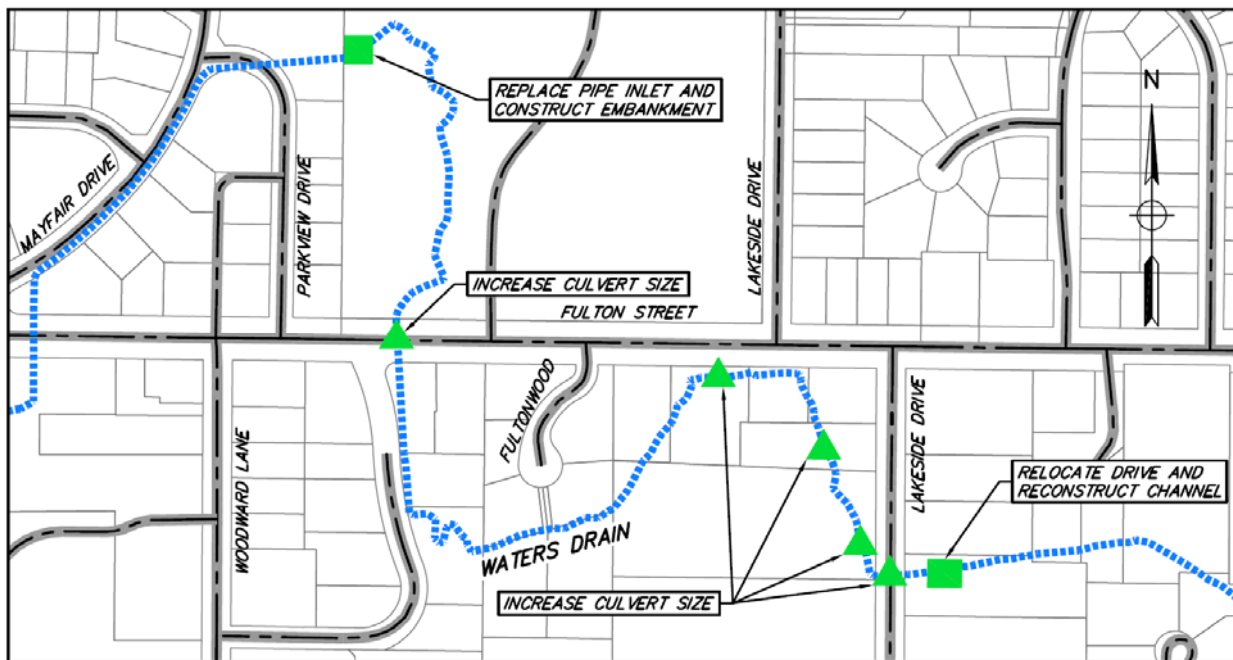 REPLACE PIPE INLET AND
CONSTRUCT EMBANKMENT
N
MAYFAIR DRIVE
PARKVIEW DRIVE
LAKESIDE DRIVE
INCREASE CULVERT SIZE
FULTON STREET
FULTONWOOD
WOODWARD LANE
LAKESIDE DRIVE
RELOCATE DRIVE AND
RECONSTRUCT CHANNEL
WATERS DRAIN
INCREASE CULVERT SIZE